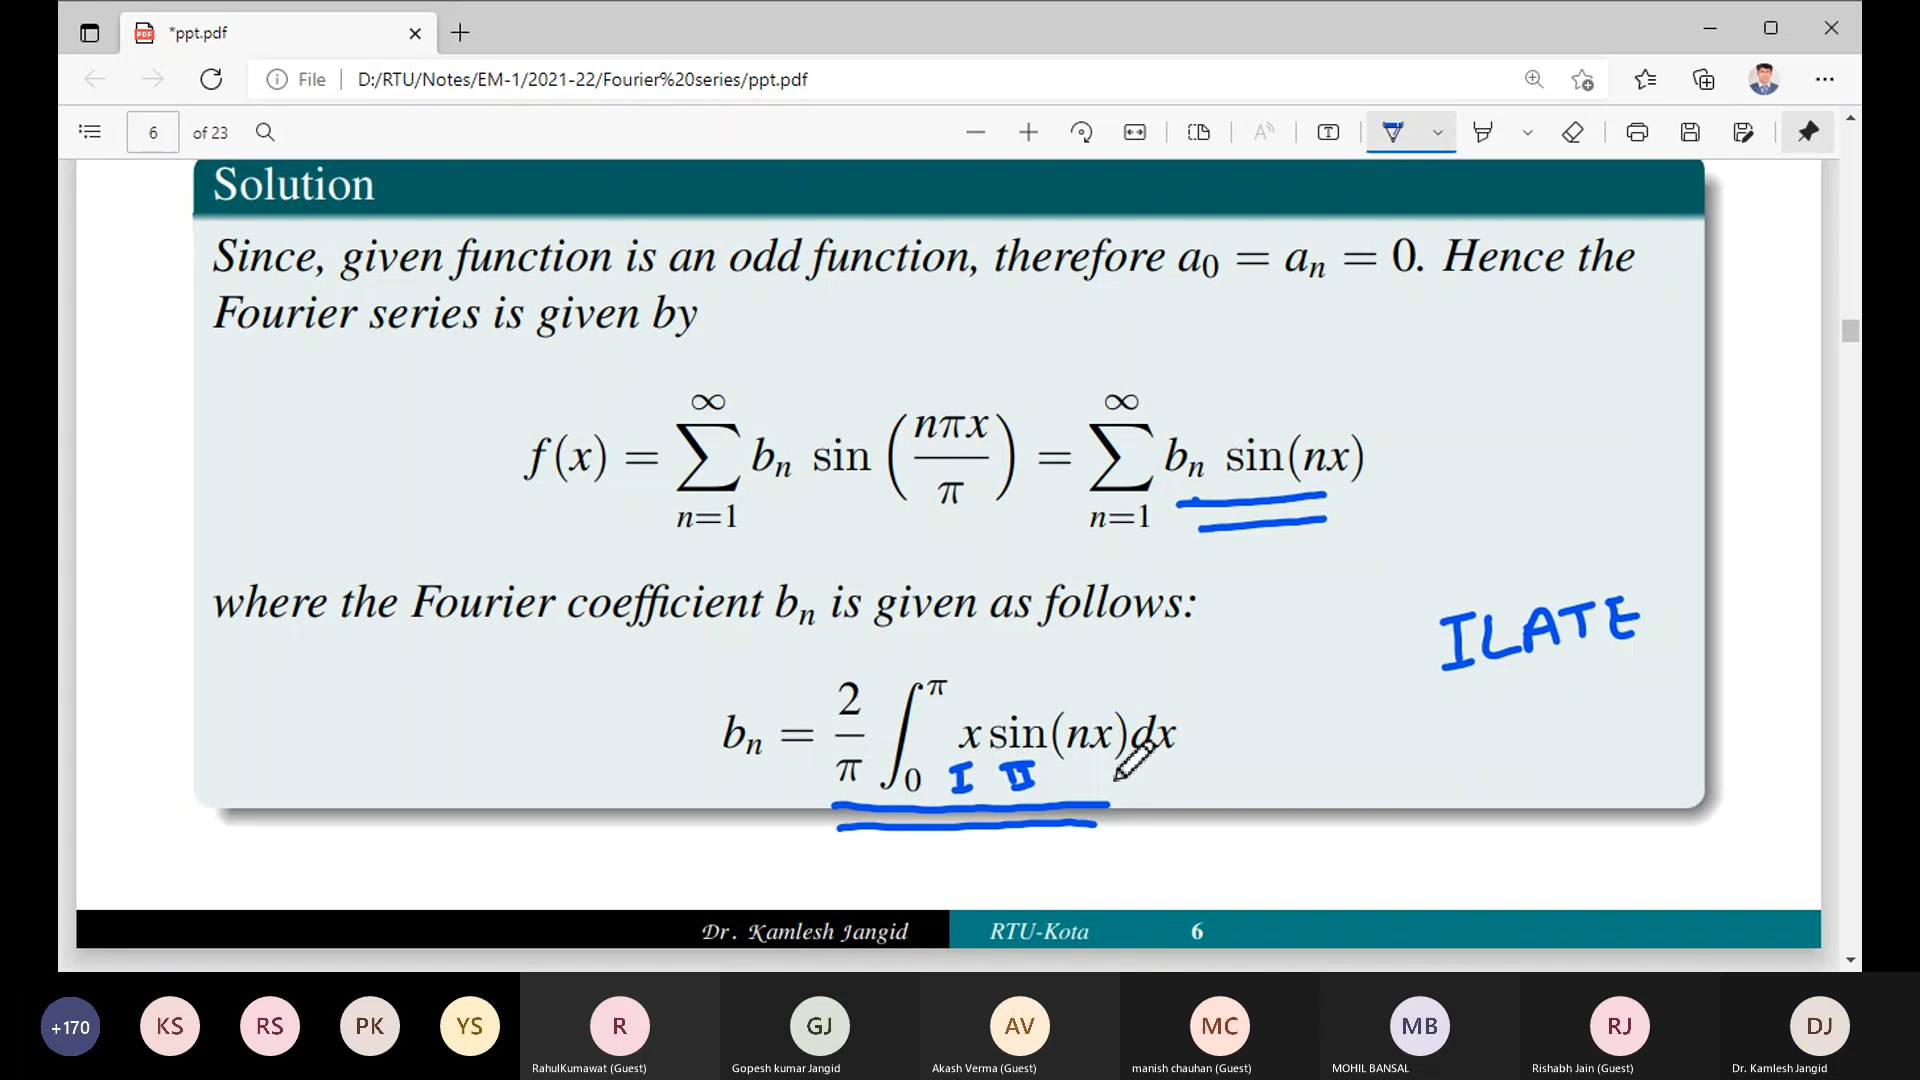 *ppt.pdf
File | D:/RTU/Notes/EM-1/2021-22/Fourier%20series/ppt.pdf
6 of 23
Solution
Since, given function is an odd function, therefore a₀ = aₙ = 0. Hence the
Fourier series is given by
f(x) = ∑_{n=1}^{∞} bₙ sin (nπx/π) = ∑_{n=1}^{∞} bₙ sin(nx)
where the Fourier coefficient bₙ is given as follows:
ILATE
bₙ = 2/π ∫₀^π x sin(nx)dx
I II
Dr. Kamlesh Jangid RTU-Kota 6
+170 KS RS PK YS R GJ AV MC MB RJ DJ
RahulKumawat (Guest) Gopesh kumar Jangid Akash Verma (Guest) manish chauhan (Guest) MOHIL BANSAL Rishabh Jain (Guest) Dr. Kamlesh Jangid